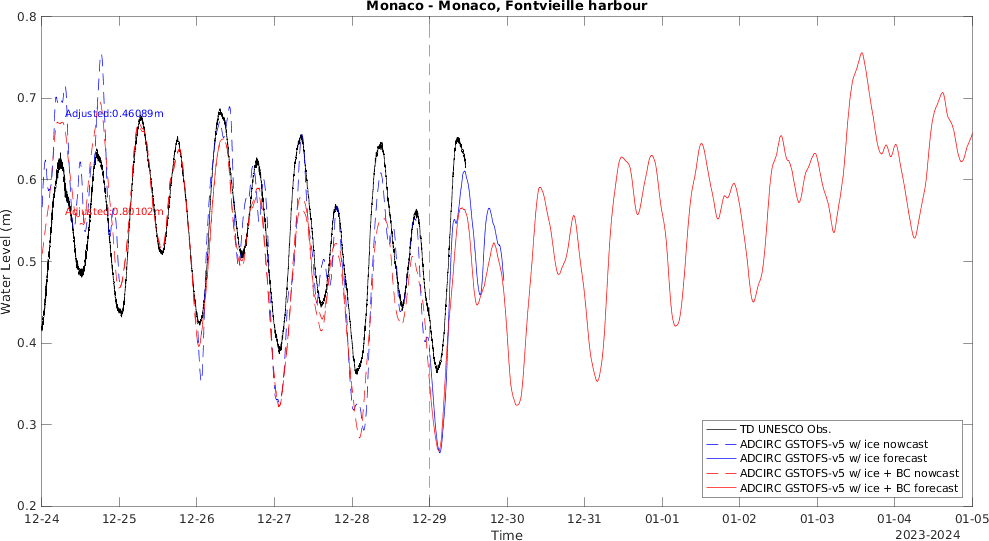 Monaco - Monaco, Fontvieille harbour
0.8
0.7
Adjusted:0.46089m
0.6
Adjusted:0.80102m
0.5
0.4
0.3
0.2
Water Level (m)
TD UNESCO Obs.
ADCIRC GSTOFS-v5 w/ ice nowcast
ADCIRC GSTOFS-v5 w/ ice forecast
ADCIRC GSTOFS-v5 w/ ice + BC nowcast
ADCIRC GSTOFS-v5 w/ ice + BC forecast
12-24 12-25 12-26 12-27 12-28 12-29 12-30 12-31 01-01 01-02 01-03 01-04 01-05
Time
2023-2024